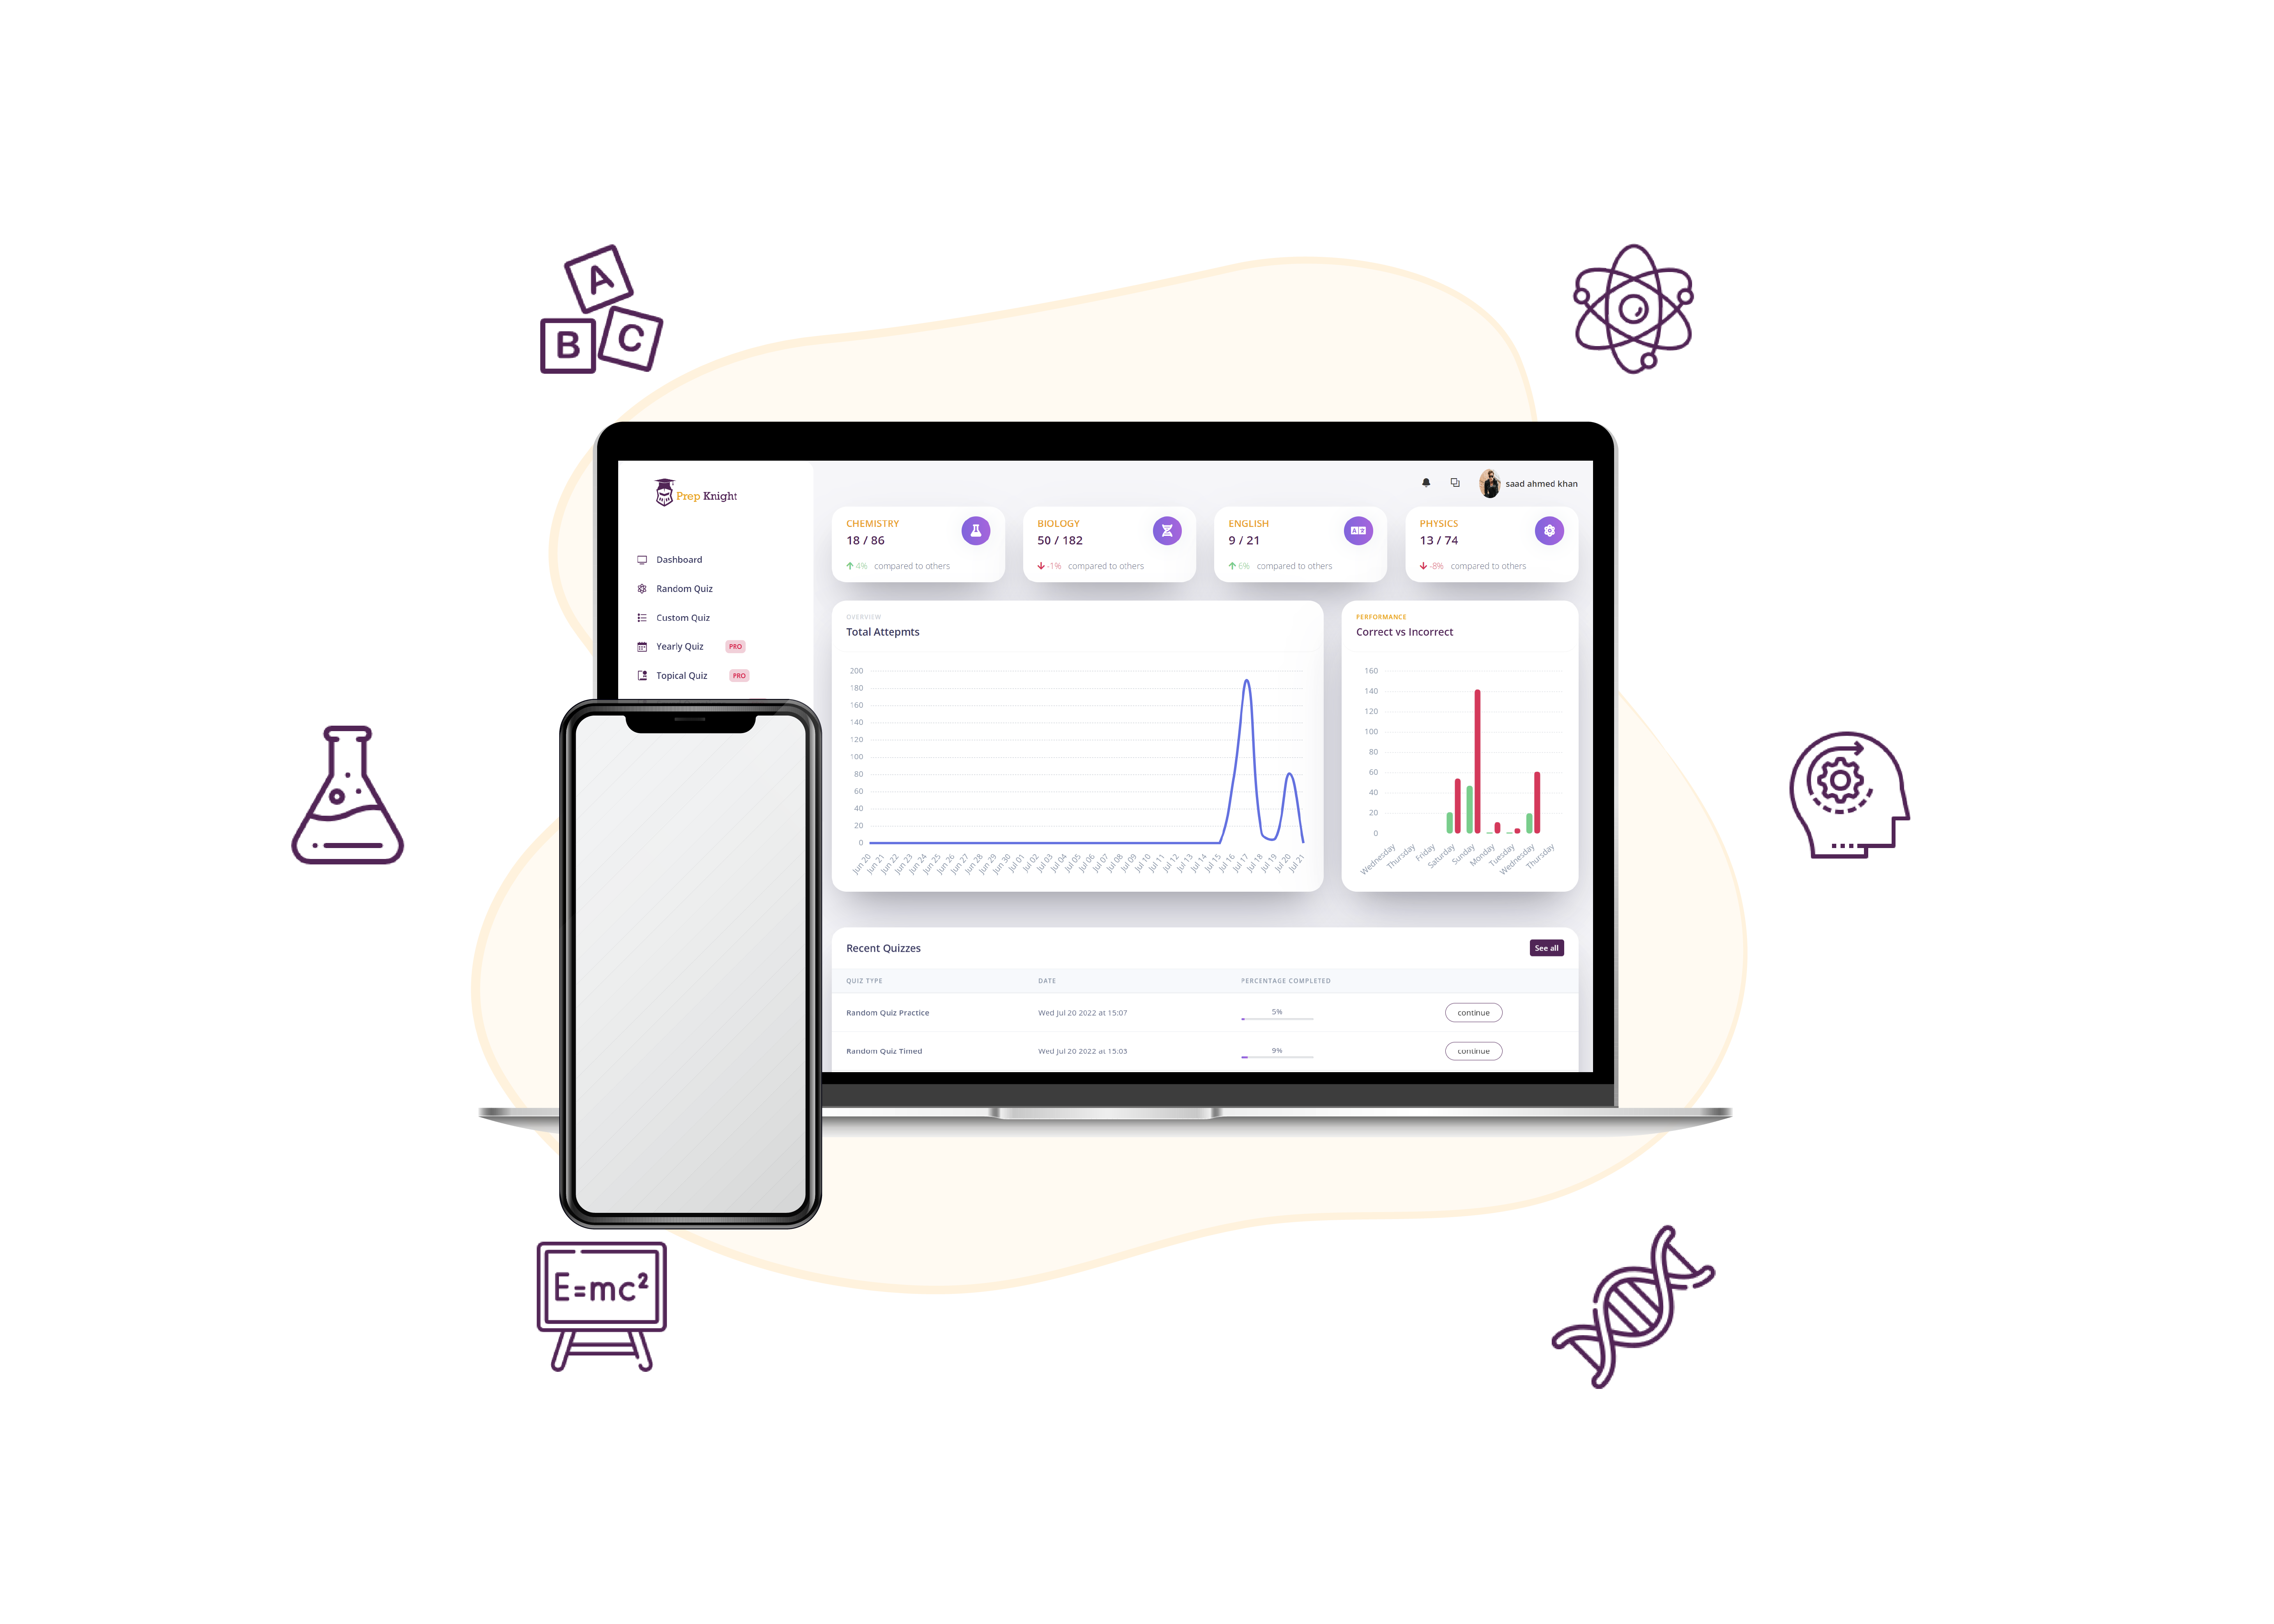 A
B
C
Prep Knight
saad ahmed khan
Dashboard
Random Quiz
Custom Quiz
Yearly Quiz PRO
Topical Quiz PRO
CHEMISTRY
18 / 86
4% compared to others
BIOLOGY
50 / 182
-1% compared to others
ENGLISH
9 / 21
6% compared to others
PHYSICS
13 / 74
-8% compared to others
OVERVIEW
Total Attepmts
200
180
160
140
120
100
80
60
40
20
0
Jun 20 Jun 21 Jun 22 Jun 23 Jun 24 Jun 25 Jun 26 Jun 27 Jun 28 Jun 29 Jun 30 Jul 01 Jul 02 Jul 03 Jul 04 Jul 05 Jul 06 Jul 07 Jul 08 Jul 09 Jul 10 Jul 11 Jul 12 Jul 13 Jul 14 Jul 15 Jul 16 Jul 17 Jul 18 Jul 19 Jul 20 Jul 21
PERFORMANCE
Correct vs Incorrect
160
140
120
100
80
60
40
20
0
Wednesday Thursday Friday Saturday Sunday Monday Tuesday Wednesday Thursday
Recent Quizzes
See all
QUIZ TYPE DATE PERCENTAGE COMPLETED
Random Quiz Practice Wed Jul 20 2022 at 15:07 5% continue
Random Quiz Timed Wed Jul 20 2022 at 15:03 9% continue
E=mc²